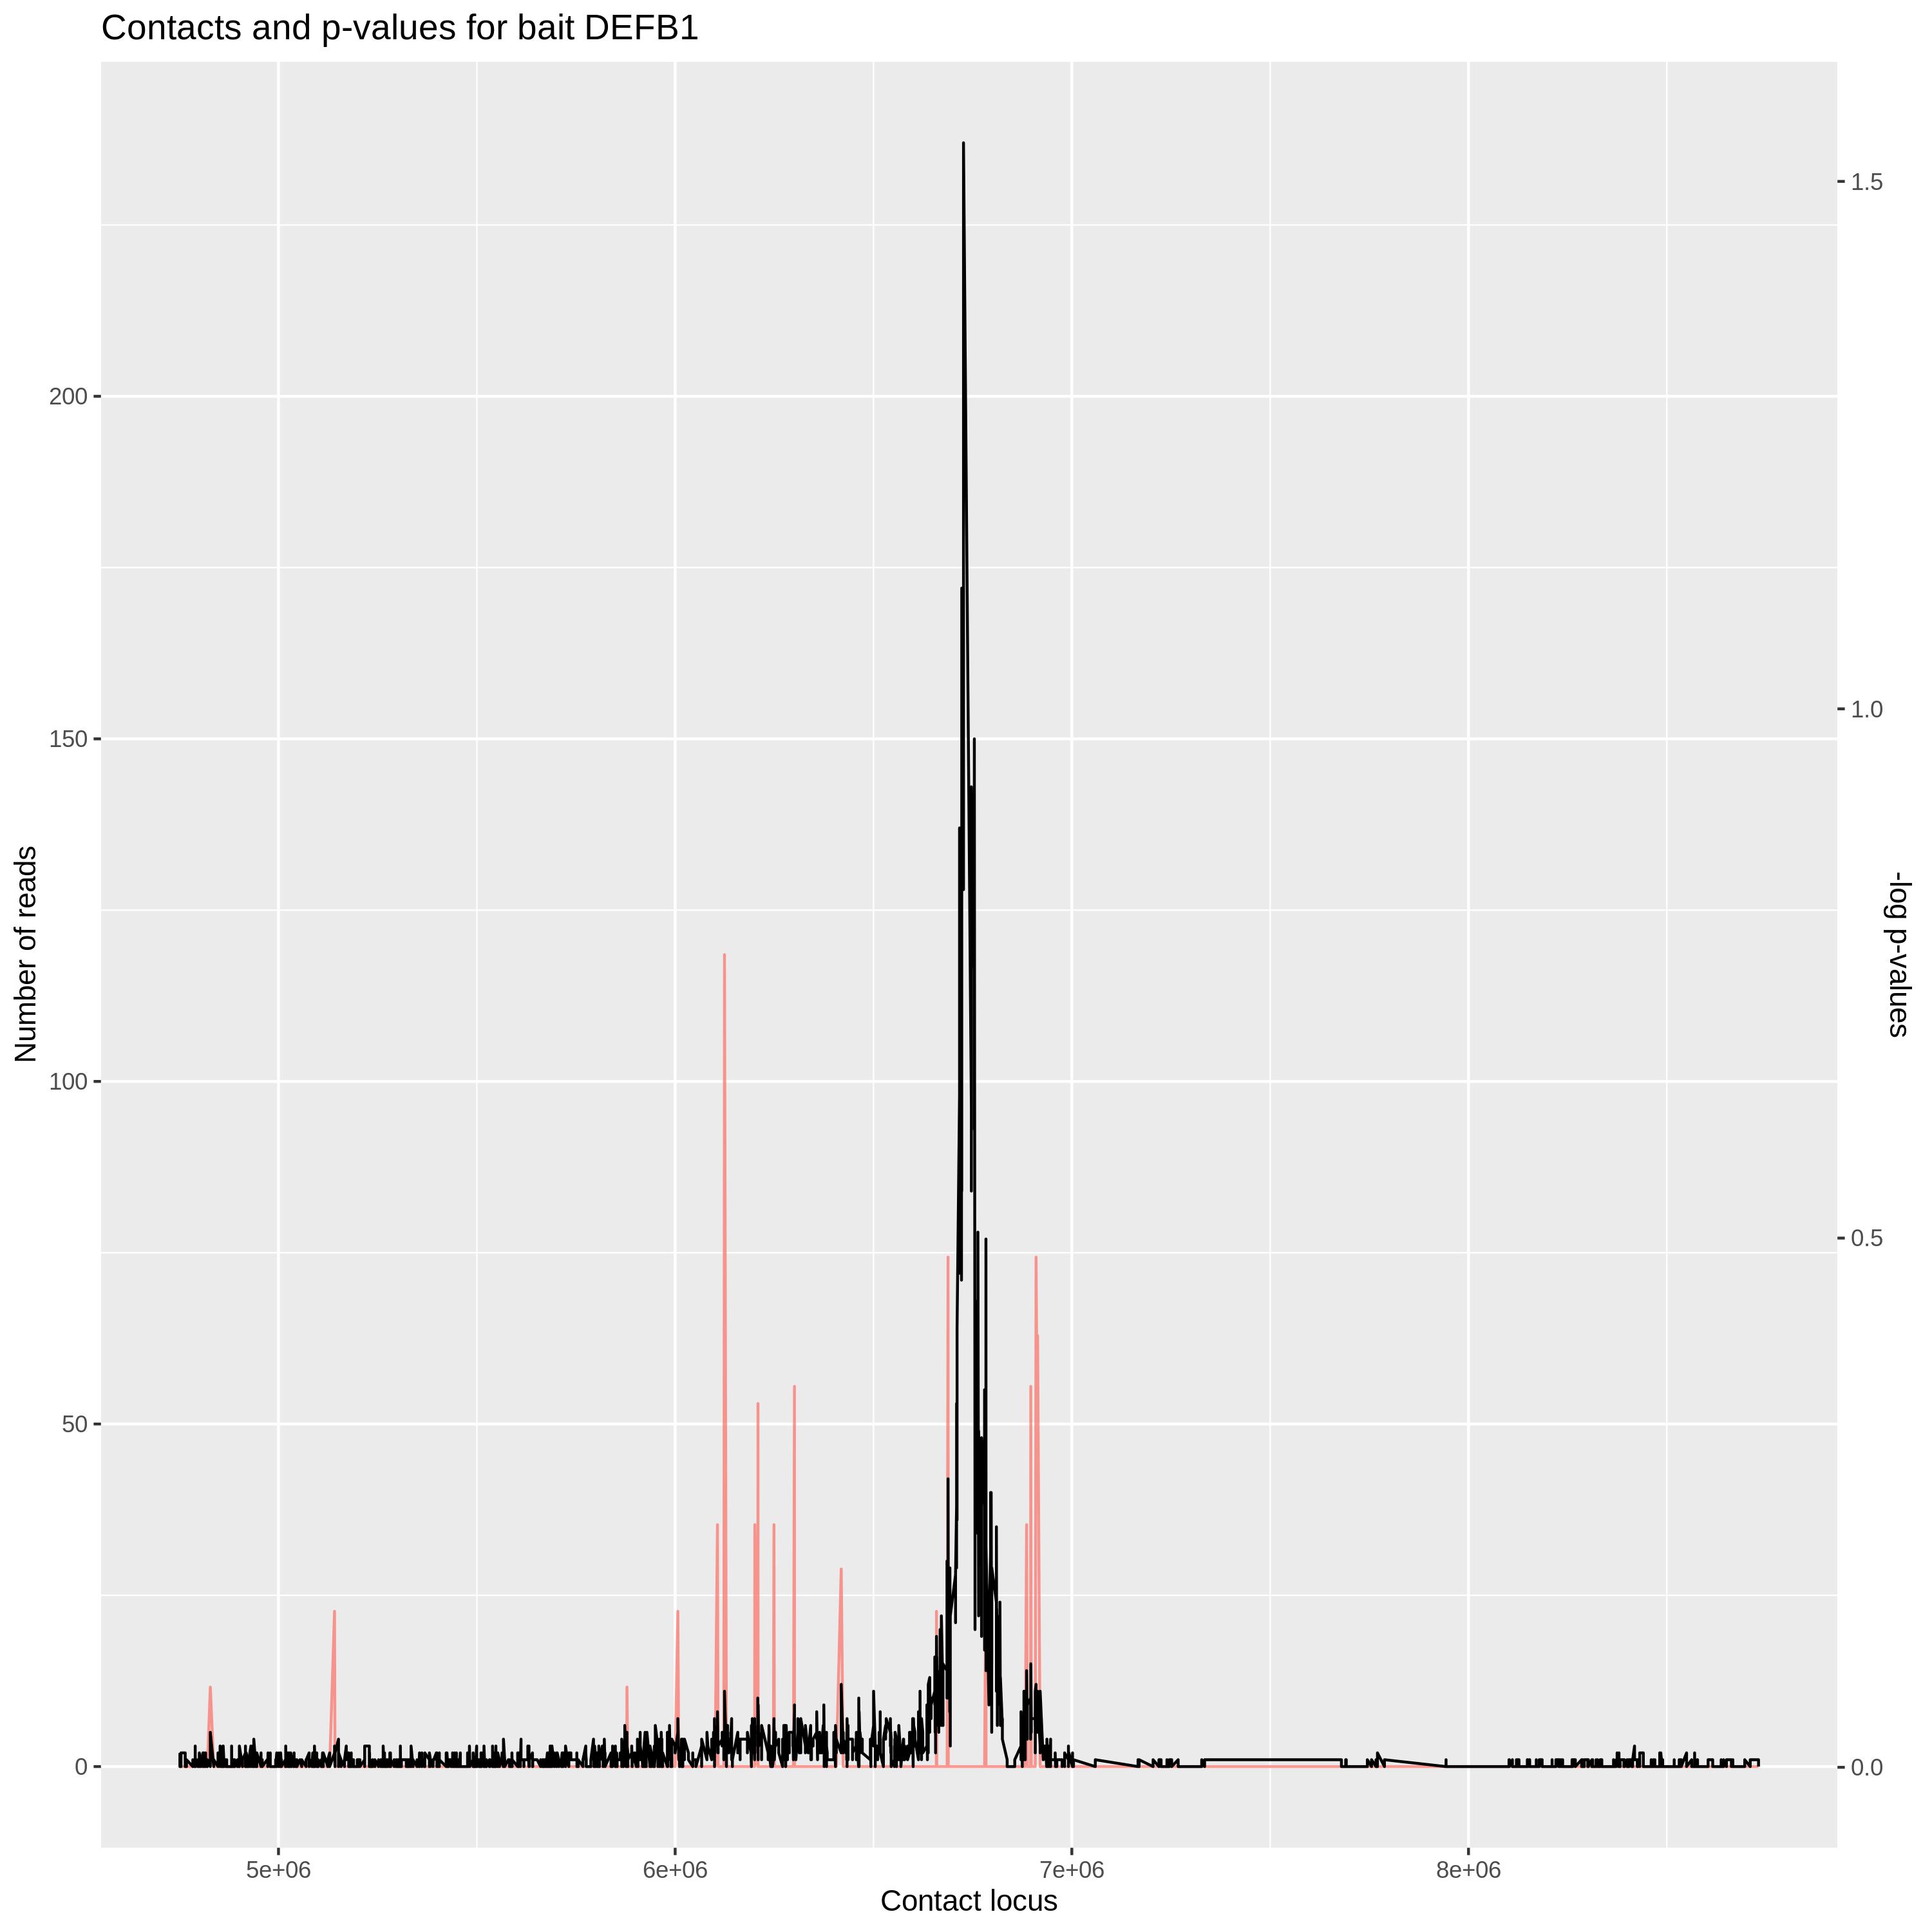 Contacts and p-values for bait DEFB1
Number of reads
200
150
100
50
0
1.5
1.0
0.5
0.0
-log p-values
5e+06
6e+06
7e+06
8e+06
Contact locus